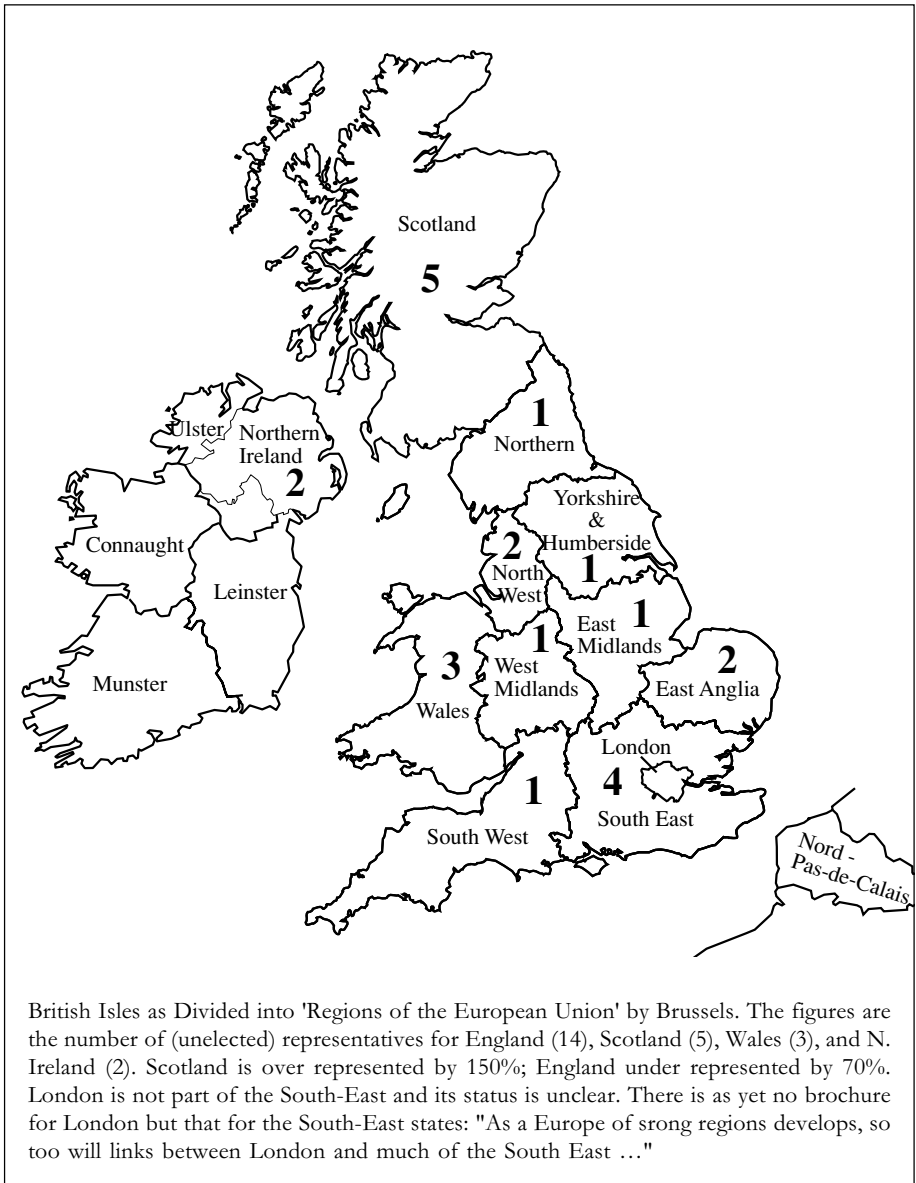 Scotland
5
1
Northern
Ulster
Northern
Ireland
2
Yorkshire
&
Humberside
1
2
North
West
Connaught
Leinster
1
East
Midlands
1
West
Midlands
3
Wales
2
East Anglia
Munster
London
4
South East
1
South West
Nord -
Pas-de-Calais
British Isles as Divided into 'Regions of the European Union' by Brussels. The figures are
the number of (unelected) representatives for England (14), Scotland (5), Wales (3), and N.
Ireland (2). Scotland is over represented by 150%; England under represented by 70%.
London is not part of the South-East and its status is unclear. There is as yet no brochure
for London but that for the South-East states: "As a Europe of srong regions develops, so
too will links between London and much of the South East …"